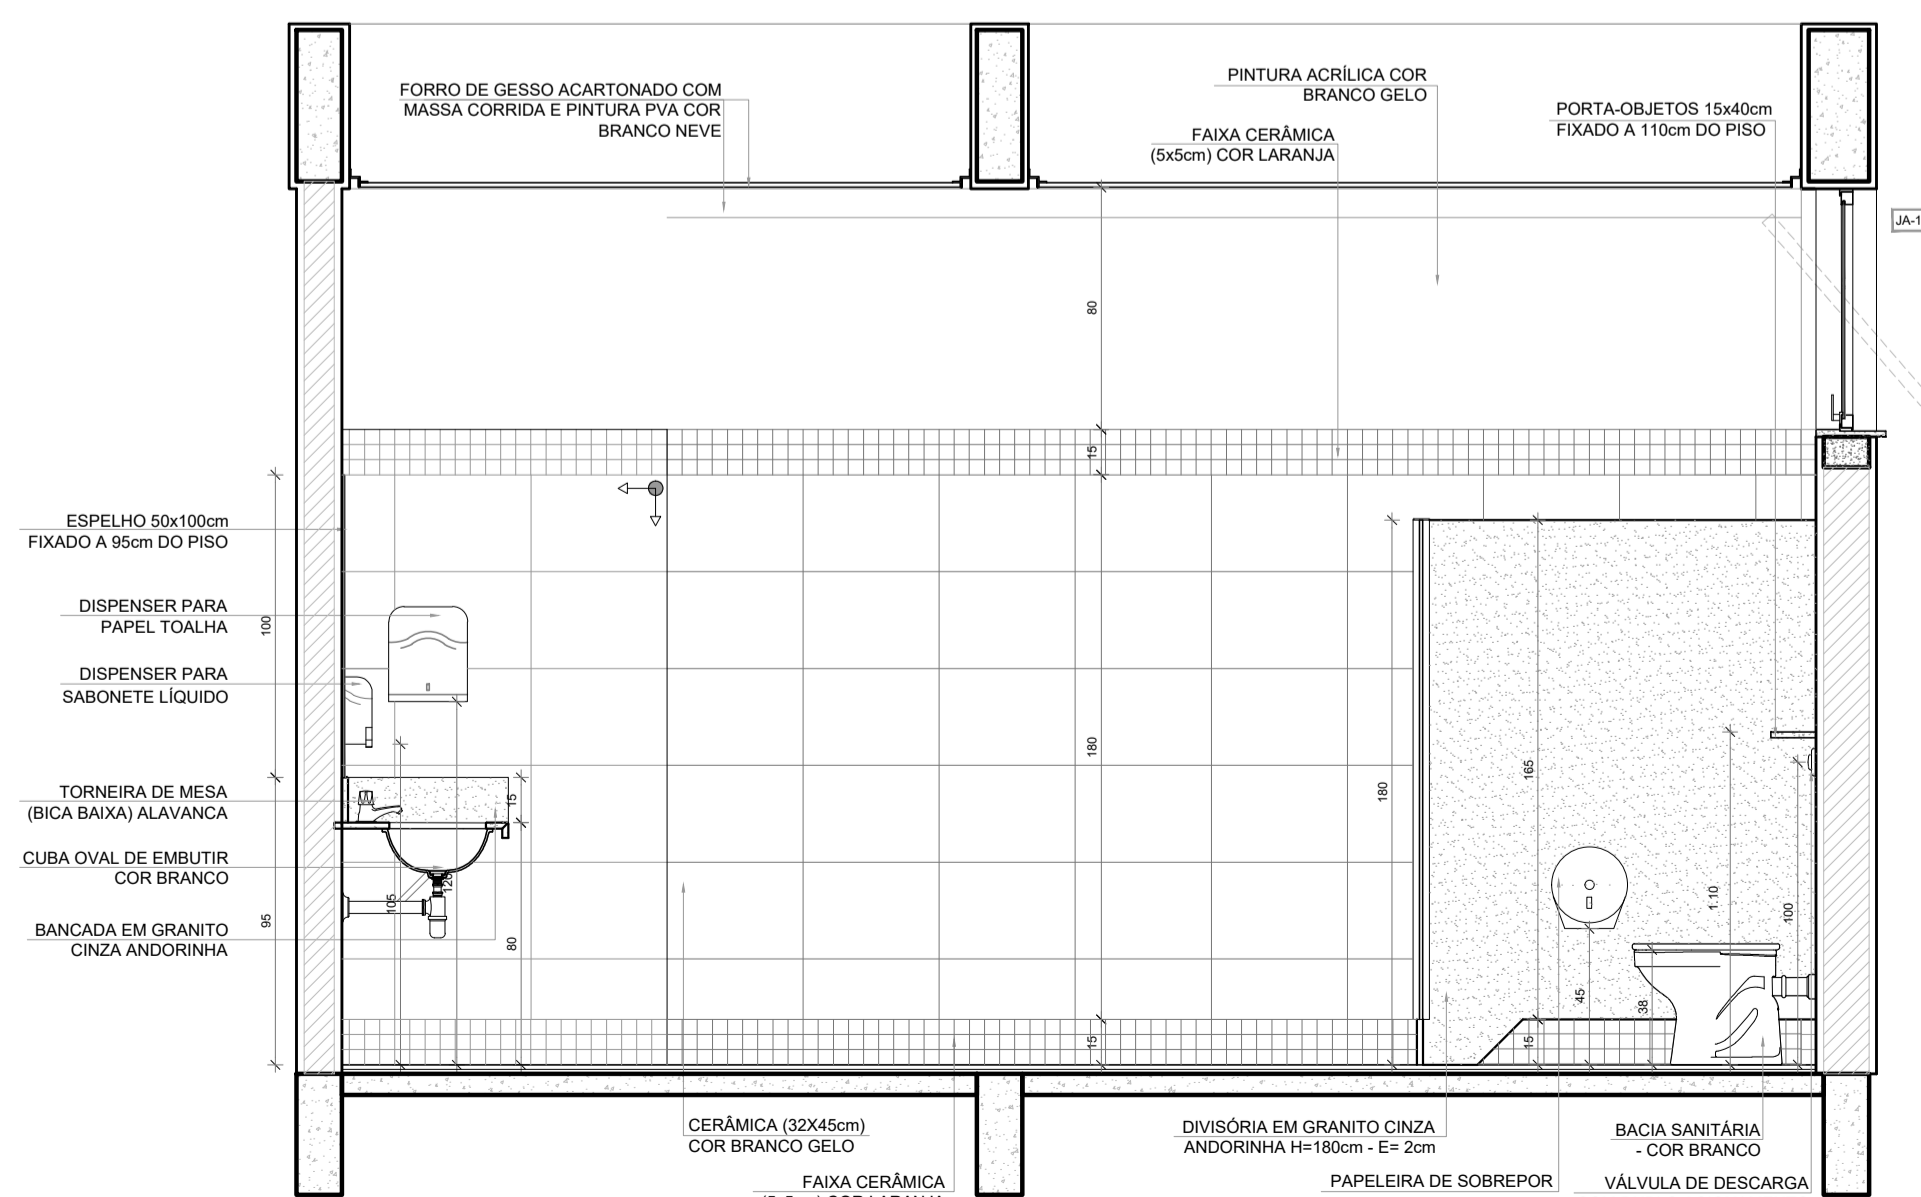 FORRO DE GESSO ACARTONADO COM
MASSA CORRIDA E PINTURA PVA COR
BRANCO NEVE
PINTURA ACRÍLICA COR
BRANCO GELO
FAIXA CERÂMICA
(5x5cm) COR LARANJA
PORTA-OBJETOS 15x40cm
FIXADO A 110cm DO PISO
JA-1
80
15
ESPELHO 50x100cm
FIXADO A 95cm DO PISO
DISPENSER PARA
PAPEL TOALHA
100
DISPENSER PARA
SABONETE LÍQUIDO
TORNEIRA DE MESA
(BICA BAIXA) ALAVANCA
15
CUBA OVAL DE EMBUTIR
COR BRANCO
BANCADA EM GRANITO
CINZA ANDORINHA
95
105
120
80
180
180
165
1.10
100
45
38
15
15
CERÂMICA (32X45cm)
COR BRANCO GELO
FAIXA CERÂMICA
(5x5cm) COR LARANJA
DIVISÓRIA EM GRANITO CINZA
ANDORINHA H=180cm - E= 2cm
PAPELEIRA DE SOBREPOR
BACIA SANITÁRIA
- COR BRANCO
VÁLVULA DE DESCARGA